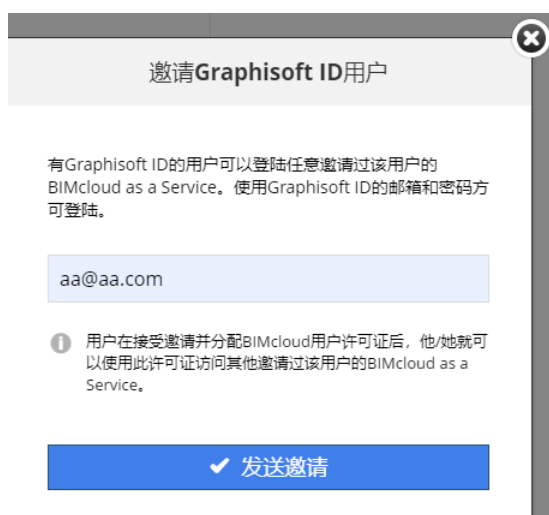 邀请Graphisoft ID用户
有Graphisoft ID的用户可以登陆任意邀请过该用户的
BIMcloud as a Service。使用Graphisoft ID的邮箱和密码方
可登陆。
aa@aa.com
用户在接受邀请并分配BIMcloud用户许可证后，他/她就可
以使用此许可证访问其他邀请过该用户的BIMcloud as a
Service。
发送邀请